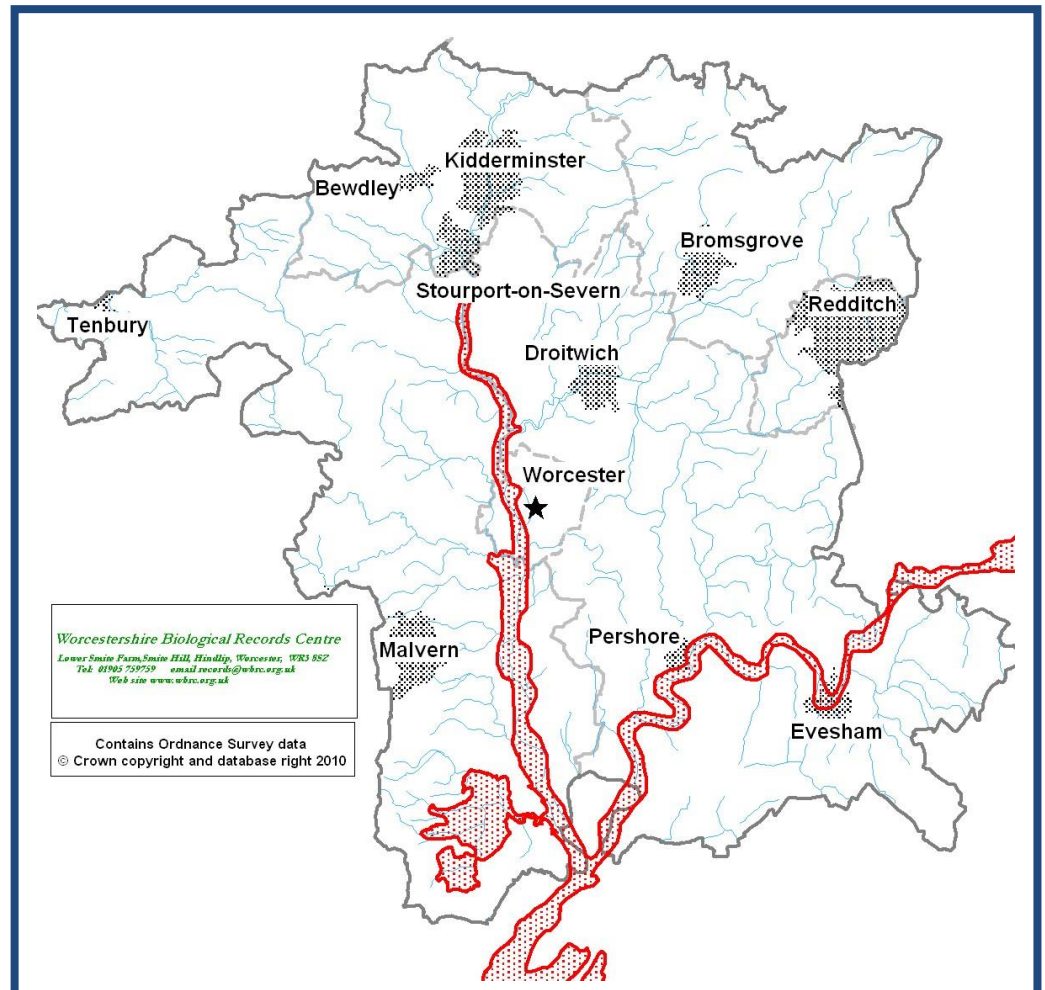 Kidderminster
Bewdley
Bromsgrove
Stourport-on-Severn
Redditch
Tenbury
Droitwich
Worcester
Worcestershire Biological Records Centre
Lower Smite Farm,Smite Hill, Hindlip, Worcester, WR3 8SZ
Tel: 01905 759759 email records@wbrc.org.uk
Web site www.wbrc.org.uk
Malvern
Pershore
Evesham
Contains Ordnance Survey data
© Crown copyright and database right 2010